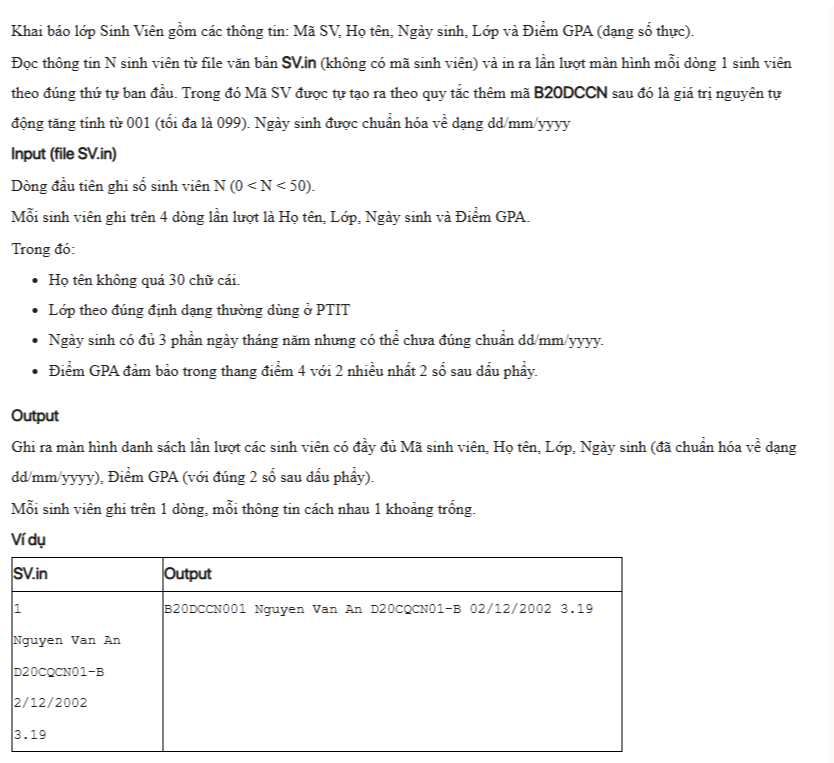 Khai báo lớp Sinh Viên gồm các thông tin: Mã SV, Họ tên, Ngày sinh, Lớp và Điểm GPA (dạng số thực).
Đọc thông tin N sinh viên từ file văn bản SV.in (không có mã sinh viên) và in ra lần lượt màn hình mỗi dòng 1 sinh viên
theo đúng thứ tự ban đầu. Trong đó Mã SV được tự tạo ra theo quy tắc thêm mã B20DCCN sau đó là giá trị nguyên tự
động tăng tính từ 001 (tối đa là 099). Ngày sinh được chuẩn hóa về dạng dd/mm/yyyy
Input (file SV.in)
Dòng đầu tiên ghi số sinh viên N (0 < N < 50).
Mỗi sinh viên ghi trên 4 dòng lần lượt là Họ tên, Lớp, Ngày sinh và Điểm GPA.
Trong đó:
• Họ tên không quá 30 chữ cái.
• Lớp theo đúng định dạng thường dùng ở PTIT
• Ngày sinh có đủ 3 phần ngày tháng năm nhưng có thể chưa đúng chuẩn dd/mm/yyyy.
• Điểm GPA đảm bảo trong thang điểm 4 với 2 nhiều nhất 2 số sau dấu phẩy.
Output
Ghi ra màn hình danh sách lần lượt các sinh viên có đầy đủ Mã sinh viên, Họ tên, Lớp, Ngày sinh (đã chuẩn hóa về dạng
dd/mm/yyyy), Điểm GPA (với đúng 2 số sau dấu phẩy).
Mỗi sinh viên ghi trên 1 dòng, mỗi thông tin cách nhau 1 khoảng trống.
Ví dụ
SV.in Output
1 B20DCCN001 Nguyen Van An D20CQCN01-B 02/12/2002 3.19
Nguyen Van An
D20CQCN01-B
2/12/2002
3.19